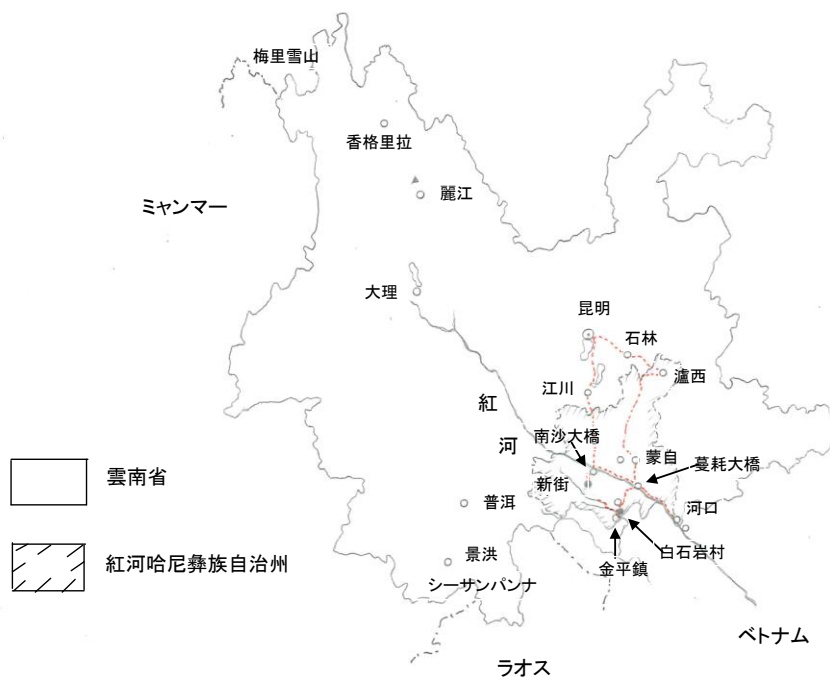 梅里雪山
香格里拉
麗江
ミャンマー
大理
昆明
石林
瀘西
江川
紅
河
南沙大橋
蒙自
蔓耗大橋
新街
雲南省
普洱
河口
白石岩村
金平鎮
景洪
シーサンパンナ
紅河哈尼彝族自治州
ベトナム
ラオス